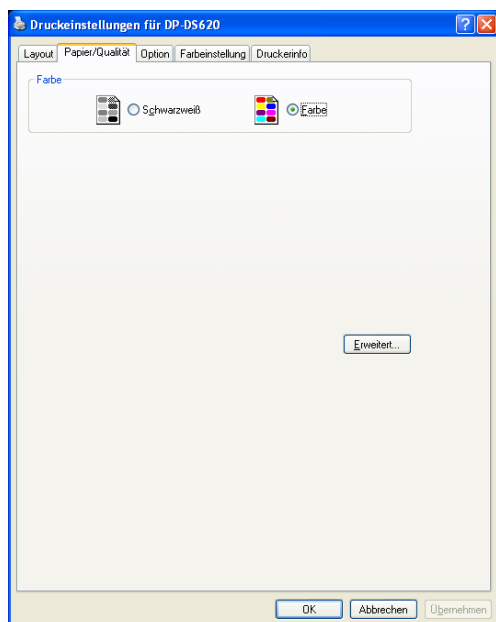 Druckeinstellungen für DP-DS620
Layout Papier/Qualität Option Farbeinstellung Druckerinfo
Farbe
Schwarzweiß Farbe
Erweitert...
OK Abbrechen Übernehmen